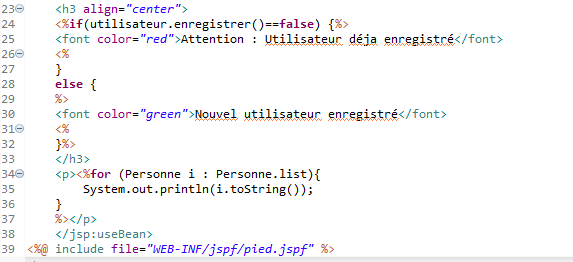 23 <h3 align="center">
24 <%if(utilisateur.enregistrer()==false) {%>
25 <font color="red">Attention : Utilisateur déja enregistré</font>
26 <%
27 }
28 else {
29 %>
30 <font color="green">Nouvel utilisateur enregistré</font>
31 <%
32 }%>
33 </h3>
34 <p><%for (Personne i : Personne.list){
35 System.out.println(i.toString());
36 }
37 %></p>
38 </jsp:useBean>
39 <%@ include file="WEB-INF/jspf/pied.jspf" %>